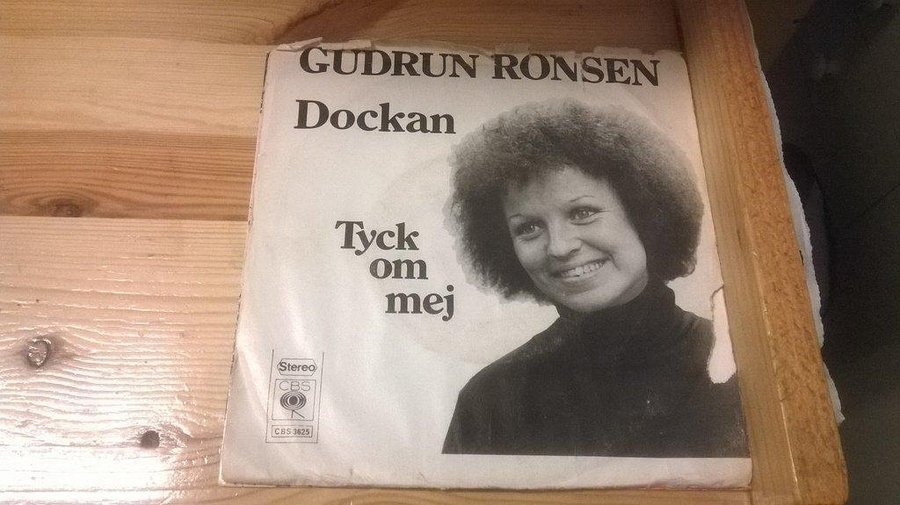 GUDRUN RONSEN
Dockan
Tyck
om
mej
Stereo
CBS
CBS 3625